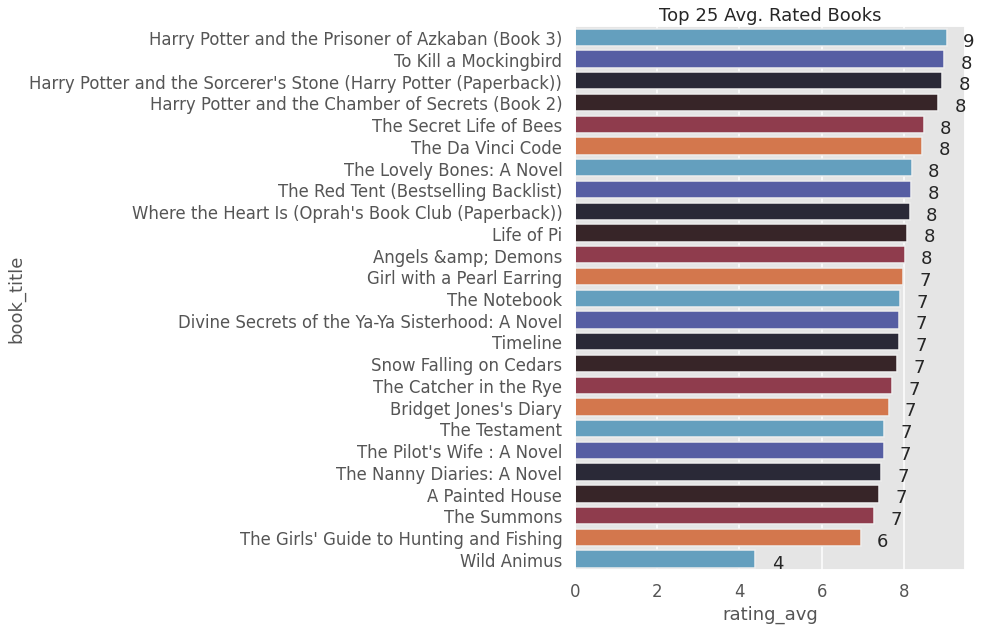 Top 25 Avg. Rated Books
Harry Potter and the Prisoner of Azkaban (Book 3) 9
To Kill a Mockingbird 8
Harry Potter and the Sorcerer's Stone (Harry Potter (Paperback)) 8
Harry Potter and the Chamber of Secrets (Book 2) 8
The Secret Life of Bees 8
The Da Vinci Code 8
The Lovely Bones: A Novel 8
The Red Tent (Bestselling Backlist) 8
Where the Heart Is (Oprah's Book Club (Paperback)) 8
Life of Pi 8
Angels &amp; Demons 8
Girl with a Pearl Earring 7
The Notebook 7
Divine Secrets of the Ya-Ya Sisterhood: A Novel 7
Timeline 7
Snow Falling on Cedars 7
The Catcher in the Rye 7
Bridget Jones's Diary 7
The Testament 7
The Pilot's Wife : A Novel 7
The Nanny Diaries: A Novel 7
A Painted House 7
The Summons 7
The Girls' Guide to Hunting and Fishing 6
Wild Animus 4
book_title
0 2 4 6 8
rating_avg